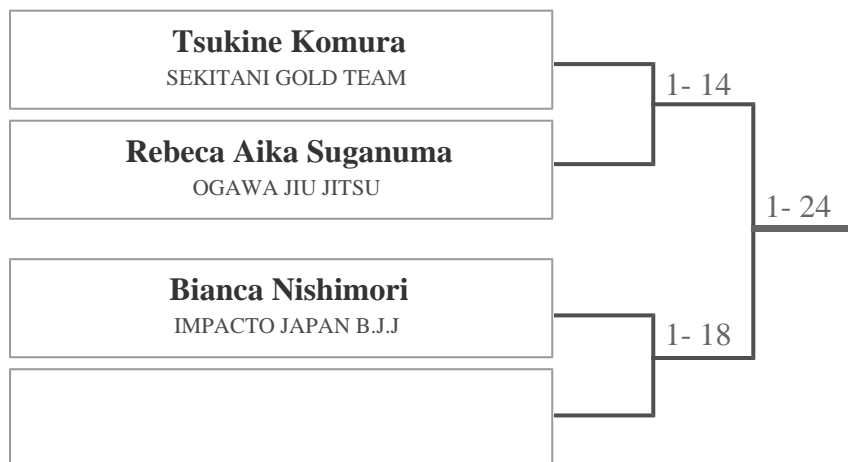 Tsukine Komura
SEKITANI GOLD TEAM
1- 14
Rebeca Aika Suganuma
OGAWA JIU JITSU
1- 24
Bianca Nishimori
IMPACTO JAPAN B.J.J
1- 18